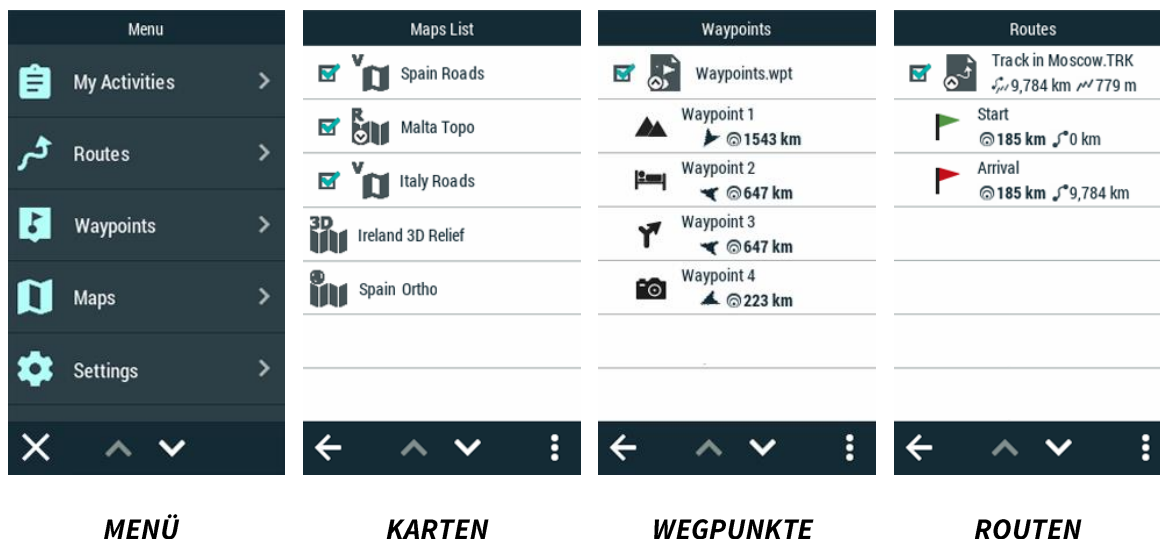 Menu
My Activities
Routes
Waypoints
Maps
Settings
Maps List
V Spain Roads
R Malta Topo
V Italy Roads
3D Ireland 3D Relief
Spain Ortho
Waypoints
Waypoints.wpt
Waypoint 1
1543 km
Waypoint 2
647 km
Waypoint 3
647 km
Waypoint 4
223 km
Routes
Track in Moscow.TRK
9,784 km 779 m
Start
185 km 0 km
Arrival
185 km 9,784 km
MENÜ
KARTEN
WEGPUNKTE
ROUTEN